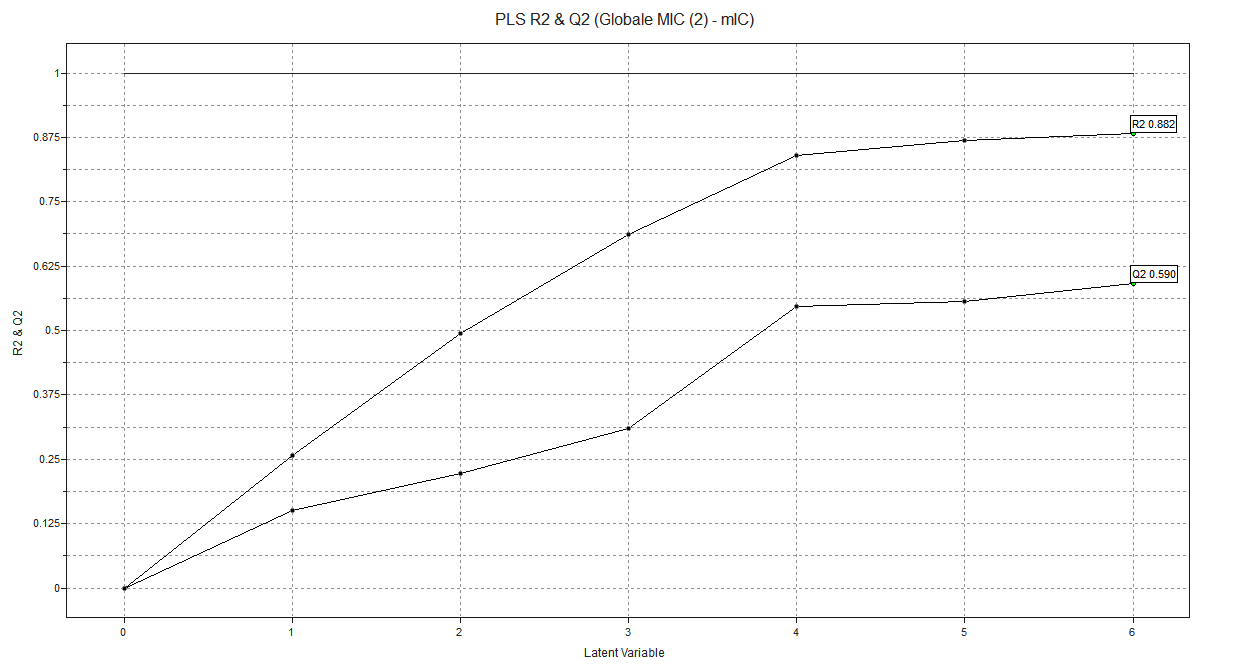 PLS R2 & Q2 (Globale MIC (2) - mIC)
1
0.875
0.75
0.625
0.5
0.375
0.25
0.125
0
R2 & Q2
R2 0.882
Q2 0.590
0 1 2 3 4 5 6
Latent Variable